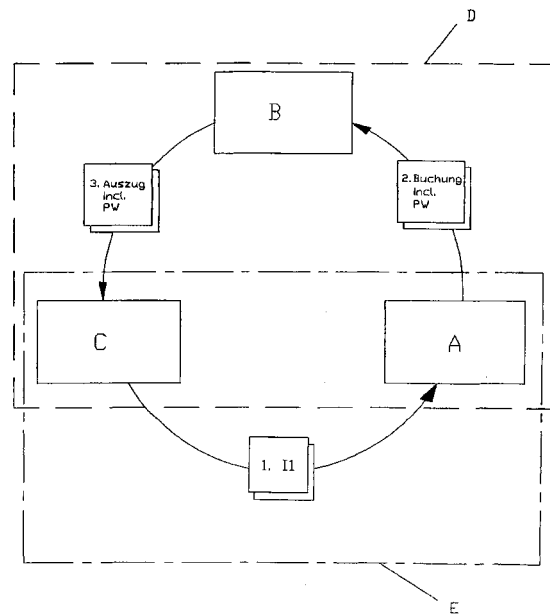 D
B
3. Auszug
incl.
PW
2. Buchung
incl.
PW
C
A
1. I1
E